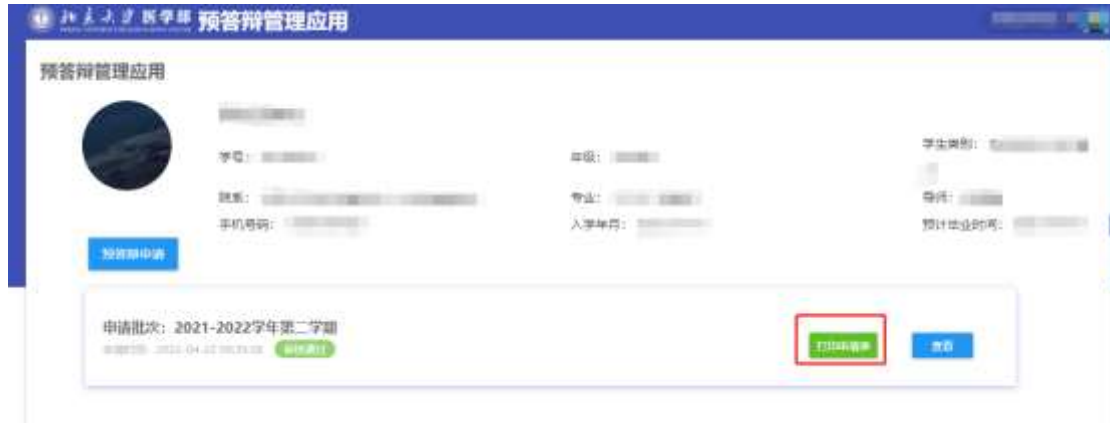 北京大学医学部 预答辩管理应用
预答辩管理应用
学号：
年级：
学生类别：
院系：
专业：
导师：
手机号码：
入学年月：
预计毕业时间：
预答辩申请
申请批次：2021-2022学年第二学期
审核通过
打印申请单
查看